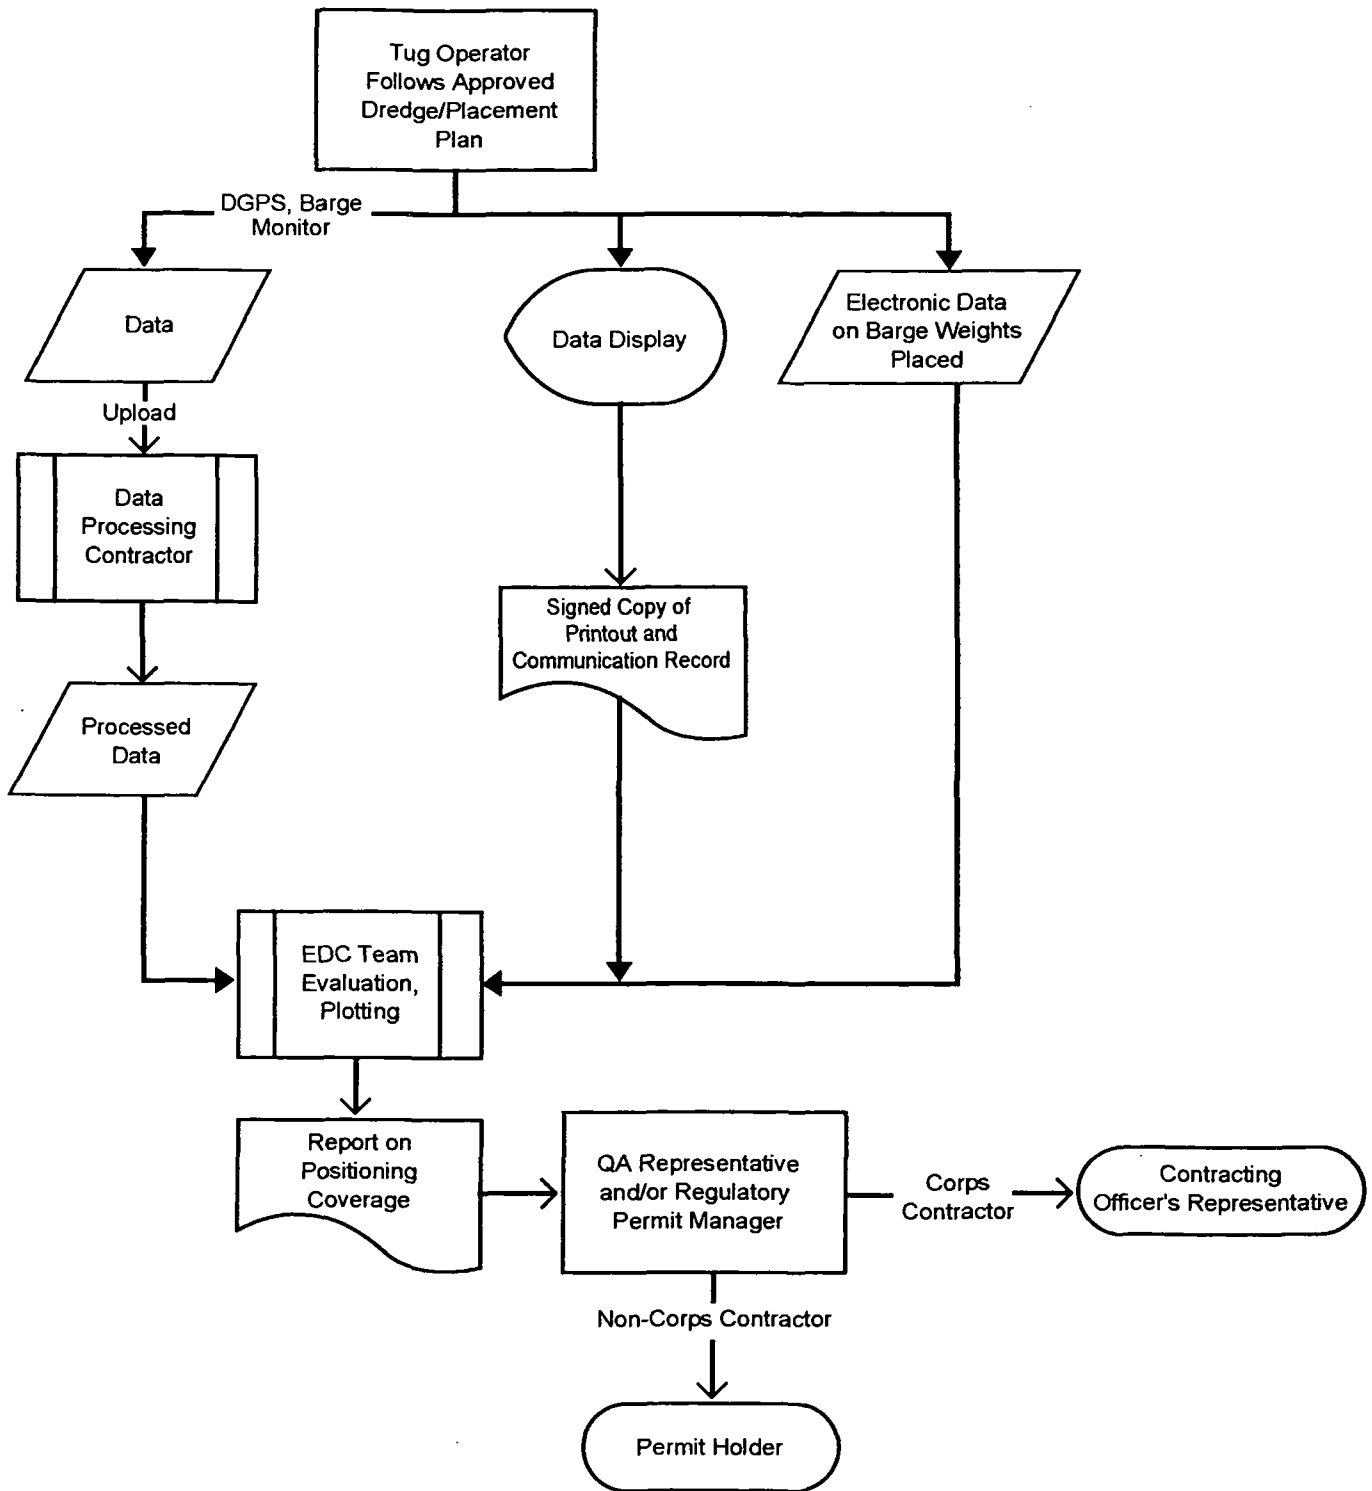 Tug Operator
Follows Approved
Dredge/Placement
Plan
DGPS, Barge
Monitor
Data
Data Display
Electronic Data
on Barge Weights
Placed
Upload
Data
Processing
Contractor
Signed Copy of
Printout and
Communication Record
Processed
Data
EDC Team
Evaluation,
Plotting
Report on
Positioning
Coverage
QA Representative
and/or Regulatory
Permit Manager
Corps
Contractor
Contracting
Officer's Representative
Non-Corps Contractor
Permit Holder